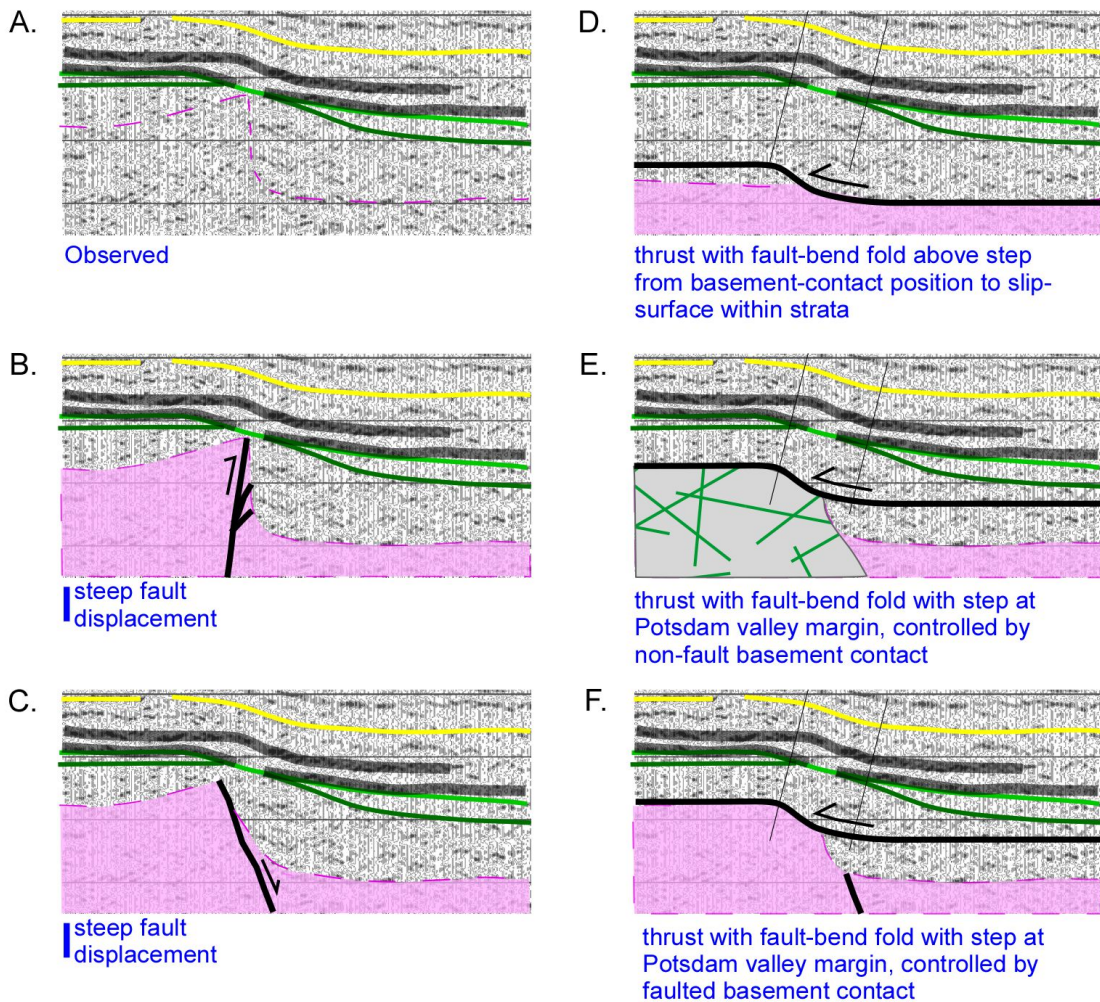 A.
Observed
B.
steep fault
displacement
C.
steep fault
displacement
D.
thrust with fault-bend fold above step
from basement-contact position to slip-
surface within strata
E.
thrust with fault-bend fold with step at
Potsdam valley margin, controlled by
non-fault basement contact
F.
thrust with fault-bend fold with step at
Potsdam valley margin, controlled by
faulted basement contact